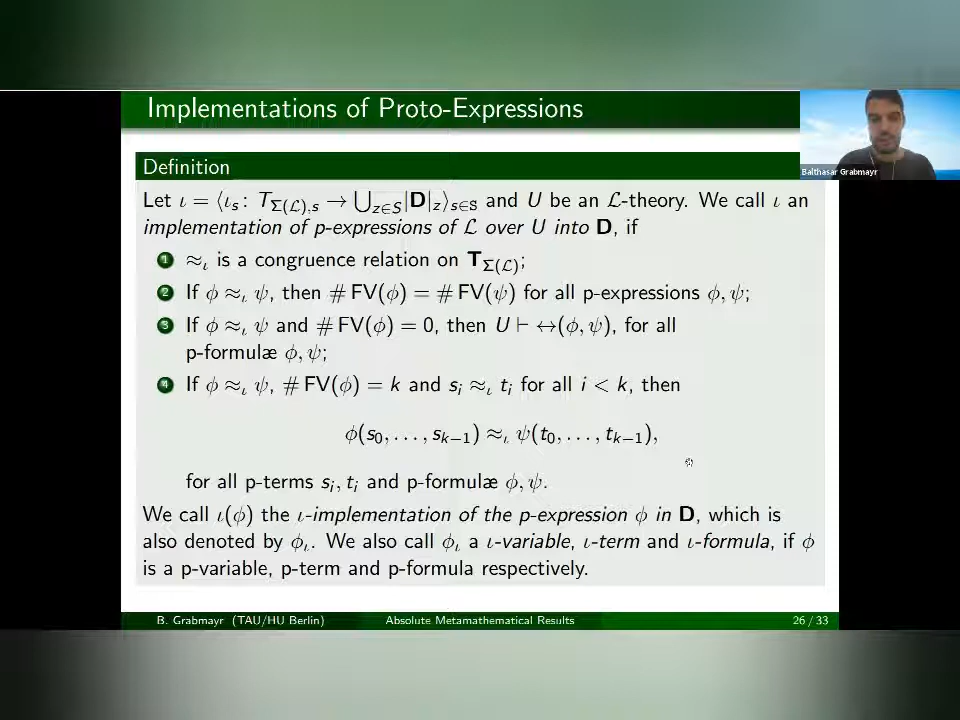 Implementations of Proto-Expressions
Balthasar Grabmayr
Definition
Let ι = ⟨ιₛ : T_{Σ(ℒ),s} → ⋃_{z∈S}|𝐃|_z⟩_{s∈𝕊} and U be an ℒ-theory. We call ι an
implementation of p-expressions of ℒ over U into 𝐃, if
1 ≈_ι is a congruence relation on 𝐓_{Σ(ℒ)};
2 If ϕ ≈_ι ψ, then # FV(ϕ) = # FV(ψ) for all p-expressions ϕ, ψ;
3 If ϕ ≈_ι ψ and # FV(ϕ) = 0, then U ⊢ ↔(ϕ, ψ), for all
p-formulæ ϕ, ψ;
4 If ϕ ≈_ι ψ, # FV(ϕ) = k and s_i ≈_ι t_i for all i < k, then
ϕ(s_0, . . . , s_{k−1}) ≈_ι ψ(t_0, . . . , t_{k−1}),
for all p-terms s_i, t_i and p-formulæ ϕ, ψ.
We call ι(ϕ) the ι-implementation of the p-expression ϕ in 𝐃, which is
also denoted by ϕ_ι. We also call ϕ_ι a ι-variable, ι-term and ι-formula, if ϕ
is a p-variable, p-term and p-formula respectively.
B. Grabmayr (TAU/HU Berlin) Absolute Metamathematical Results 26 / 33